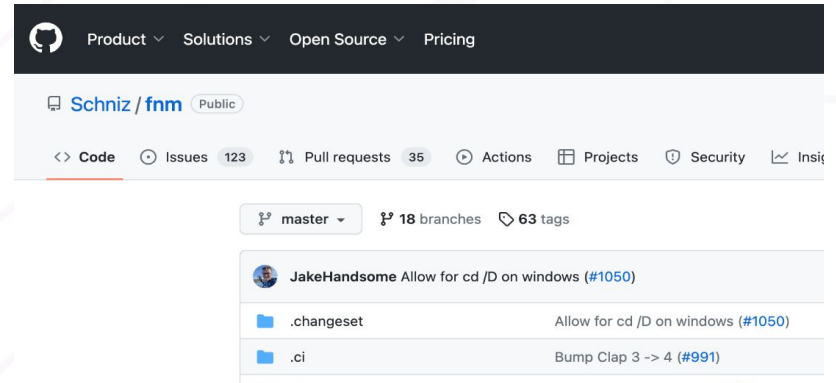 Product Solutions Open Source Pricing
Schniz / fnm Public
<> Code Issues 123 Pull requests 35 Actions Projects Security
master 18 branches 63 tags
JakeHandsome Allow for cd /D on windows (#1050)
.changeset Allow for cd /D on windows (#1050)
.ci Bump Clap 3 -> 4 (#991)